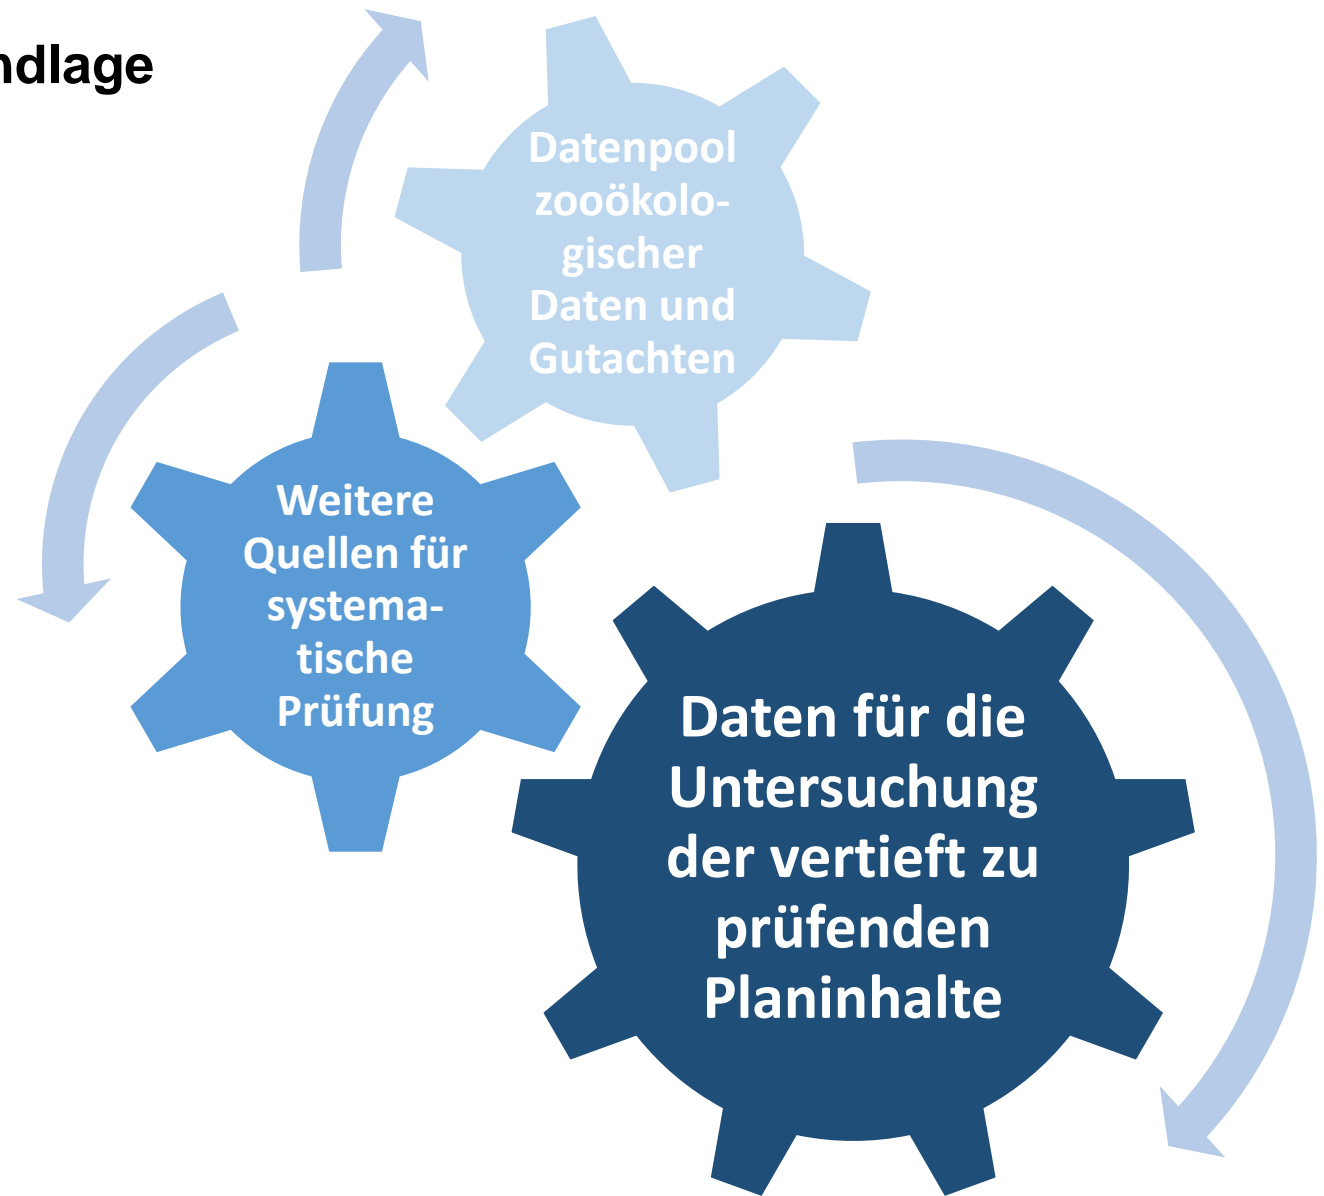 ndlage
Datenpool
zooökolo-
gischer
Daten und
Gutachten
Weitere
Quellen für
systema-
tische
Prüfung
Daten für die
Untersuchung
der vertieft zu
prüfenden
Planinhalte